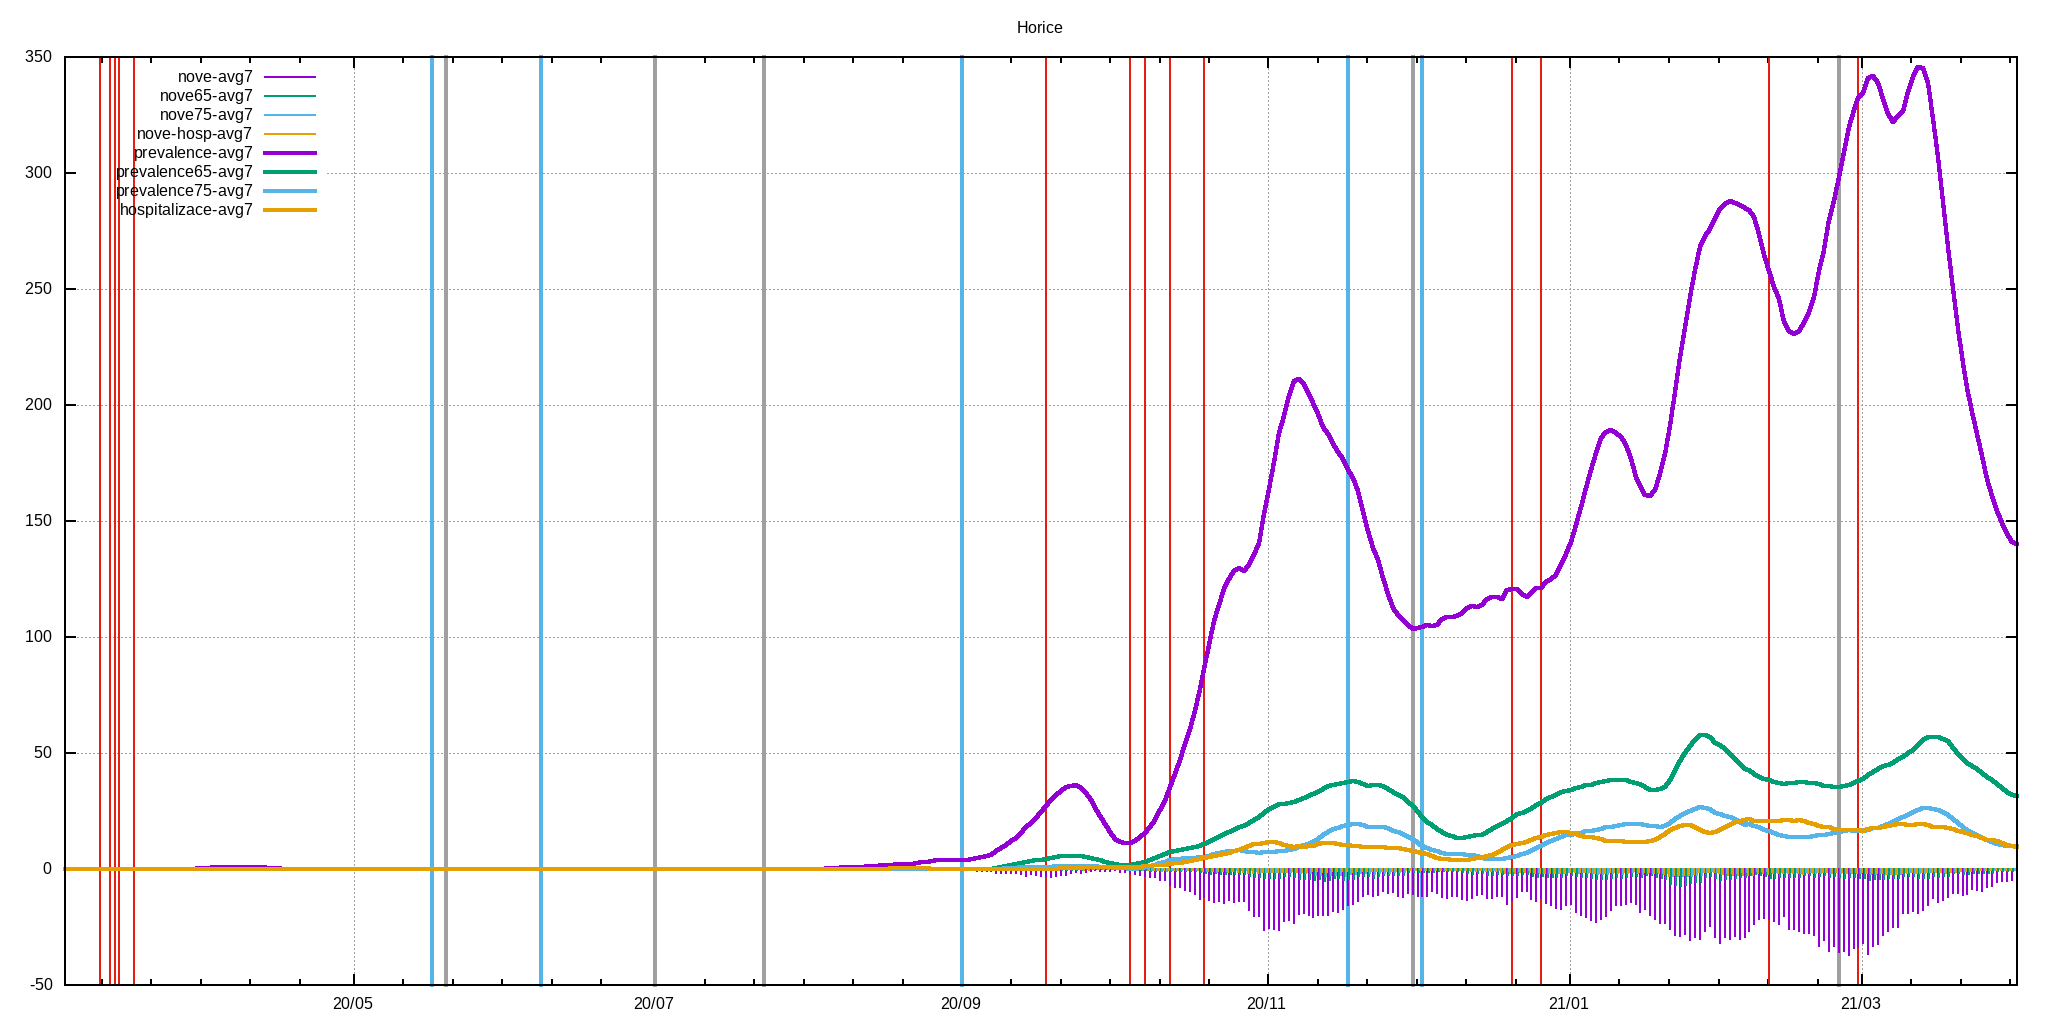 Horice
350
300
250
200
150
100
50
0
-50
nove-avg7
nove65-avg7
nove75-avg7
nove-hosp-avg7
prevalence-avg7
prevalence65-avg7
prevalence75-avg7
hospitalizace-avg7
20/05 20/07 20/09 20/11 21/01 21/03